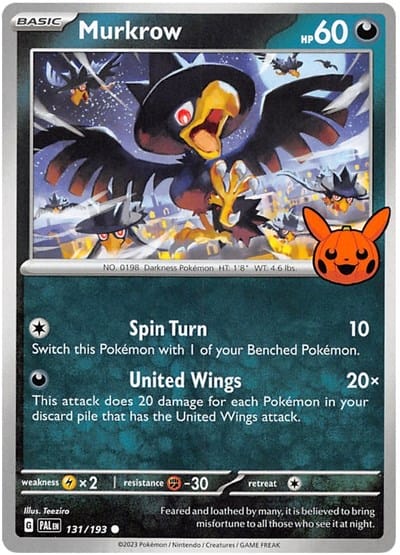 BASIC
Murkrow
HP60
NO. 0198 Darkness Pokémon HT: 1'8" WT: 4.6 lbs.
Spin Turn 10
Switch this Pokémon with 1 of your Benched Pokémon.
United Wings 20×
This attack does 20 damage for each Pokémon in your
discard pile that has the United Wings attack.
weakness ×2 resistance -30 retreat
Illus. Teeziro
G PAL EN 131/193
Feared and loathed by many, it is believed to bring
misfortune to all those who see it at night.
©2023 Pokémon / Nintendo / Creatures / GAME FREAK